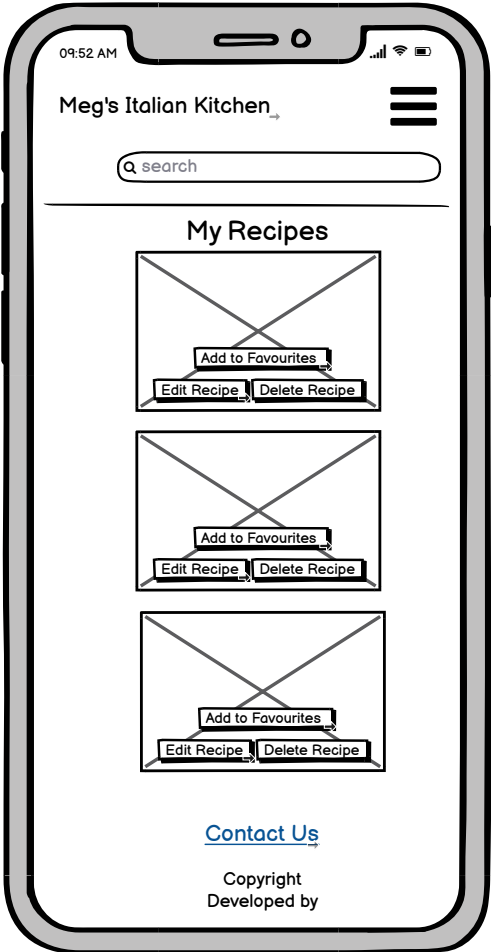 09:52 AM
Meg's Italian Kitchen
search
My Recipes
Add to Favourites
Edit Recipe Delete Recipe
Add to Favourites
Edit Recipe Delete Recipe
Add to Favourites
Edit Recipe Delete Recipe
Contact Us
Copyright
Developed by